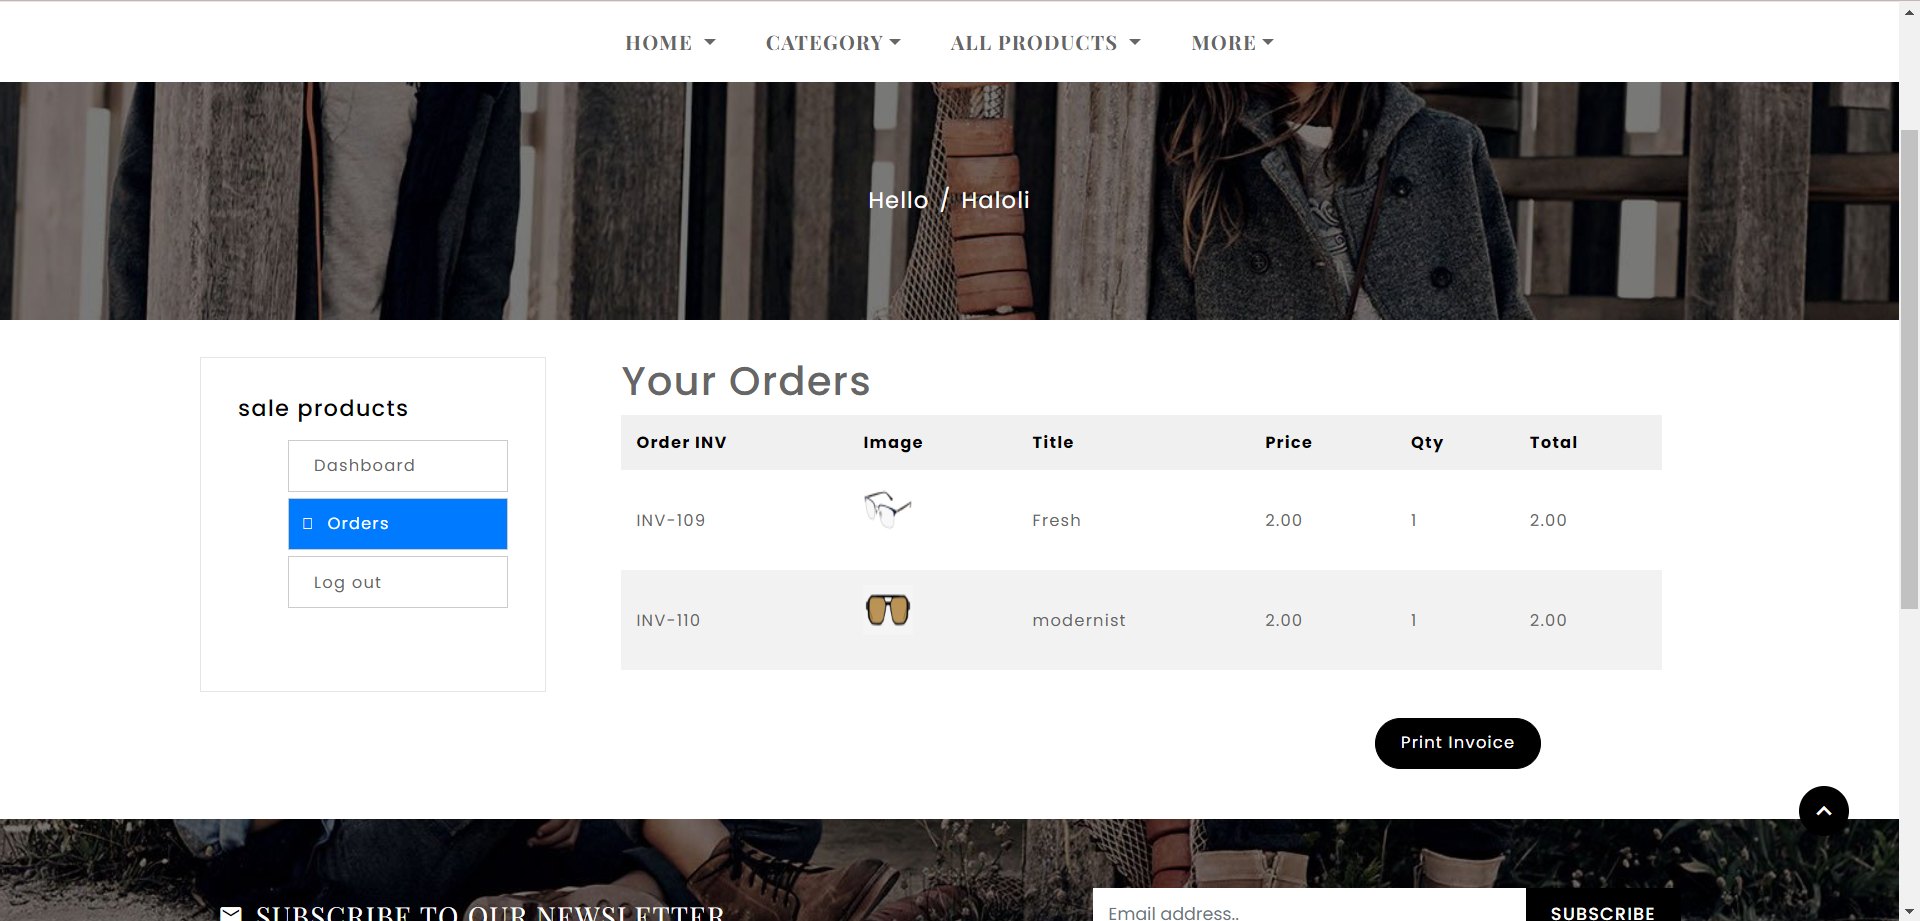 HOME CATEGORY ALL PRODUCTS MORE
Hello / Haloli
sale products
Dashboard
Orders
Log out
Your Orders
Order INV Image Title Price Qty Total
INV-109 Fresh 2.00 1 2.00
INV-110 modernist 2.00 1 2.00
Print Invoice
SUBSCRIBE TO OUR NEWSLETTER
Email address..
SUBSCRIBE